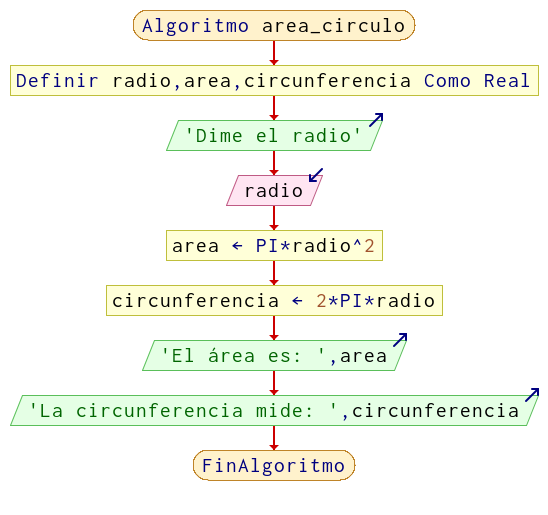 Algoritmo area_circulo
Definir radio,area,circunferencia Como Real
'Dime el radio'
radio
area ← PI*radio^2
circunferencia ← 2*PI*radio
'El área es: ',area
'La circunferencia mide: ',circunferencia
FinAlgoritmo